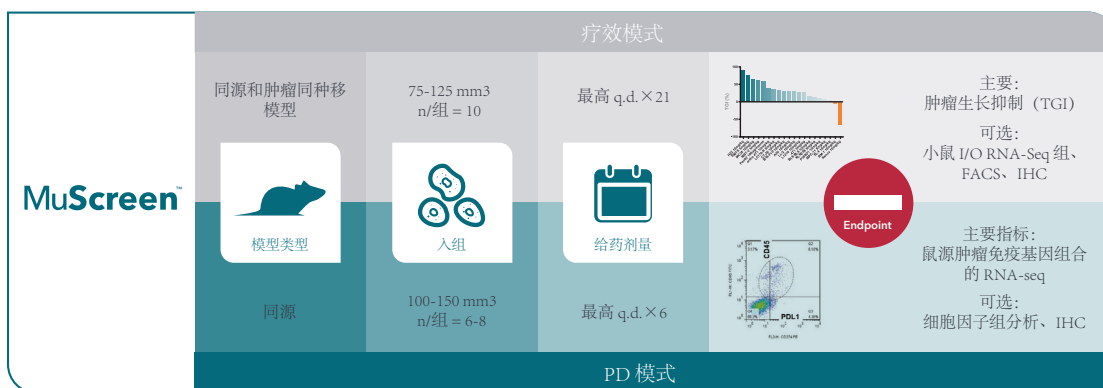 疗效模式
MuScreen™
同源和肿瘤同种移
模型
75-125 mm3
n/组 = 10
最高 q.d.×21
主要：
肿瘤生长抑制（TGI）
可选：
小鼠 I/O RNA-Seq 组、
FACS、IHC
模型类型
入组
给药剂量
Endpoint
同源
100-150 mm3
n/组 = 6-8
最高 q.d.×6
CD45
PDL1
主要指标：
鼠源肿瘤免疫基因组合
的 RNA-seq
可选：
细胞因子组分析、IHC
PD 模式